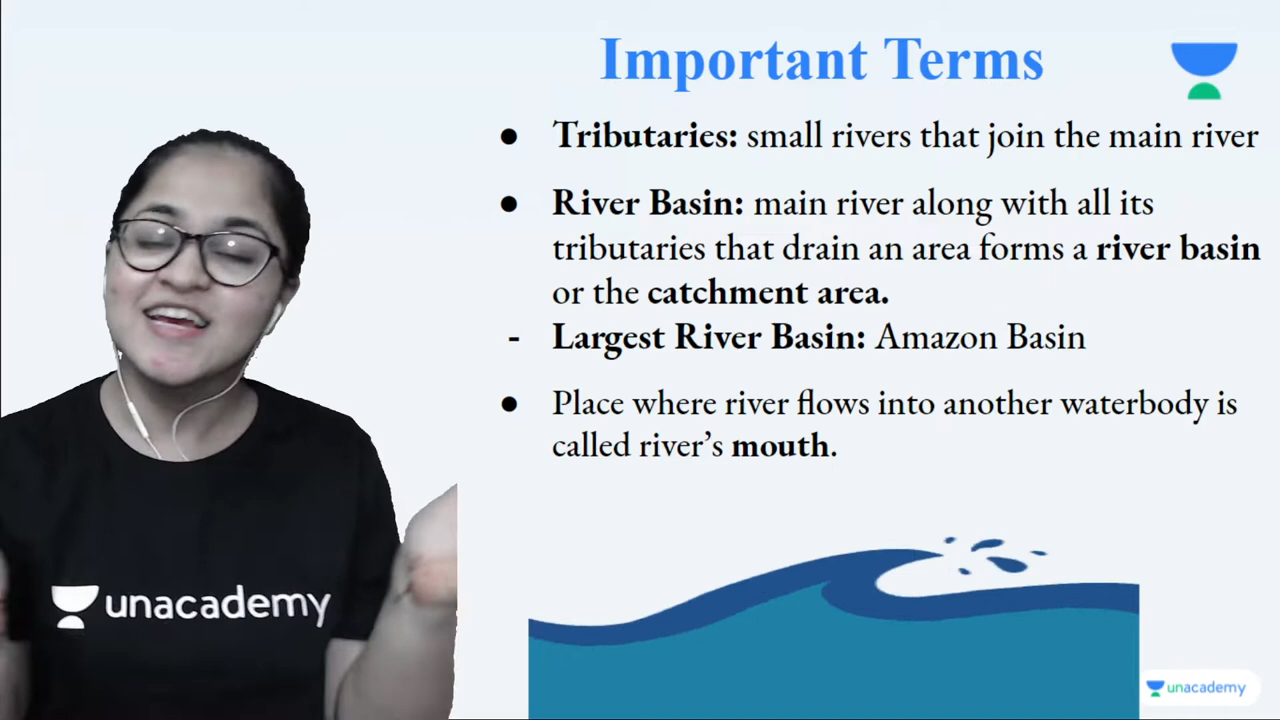 Important Terms
● Tributaries: small rivers that join the main river
● River Basin: main river along with all its
tributaries that drain an area forms a river basin
or the catchment area.
- Largest River Basin: Amazon Basin
● Place where river flows into another waterbody is
called river's mouth.
unacademy
unacademy